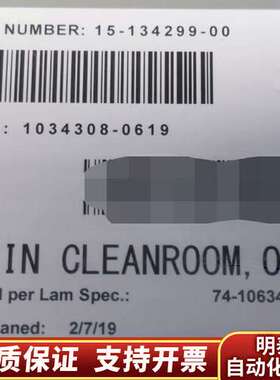 NUMBER: 15-134299-00
: 1034308-0619
IN CLEANROOM, O
per Lam Spec.: 74-10634
aned: 2/7/19
质保证 支持开票
明
自动化